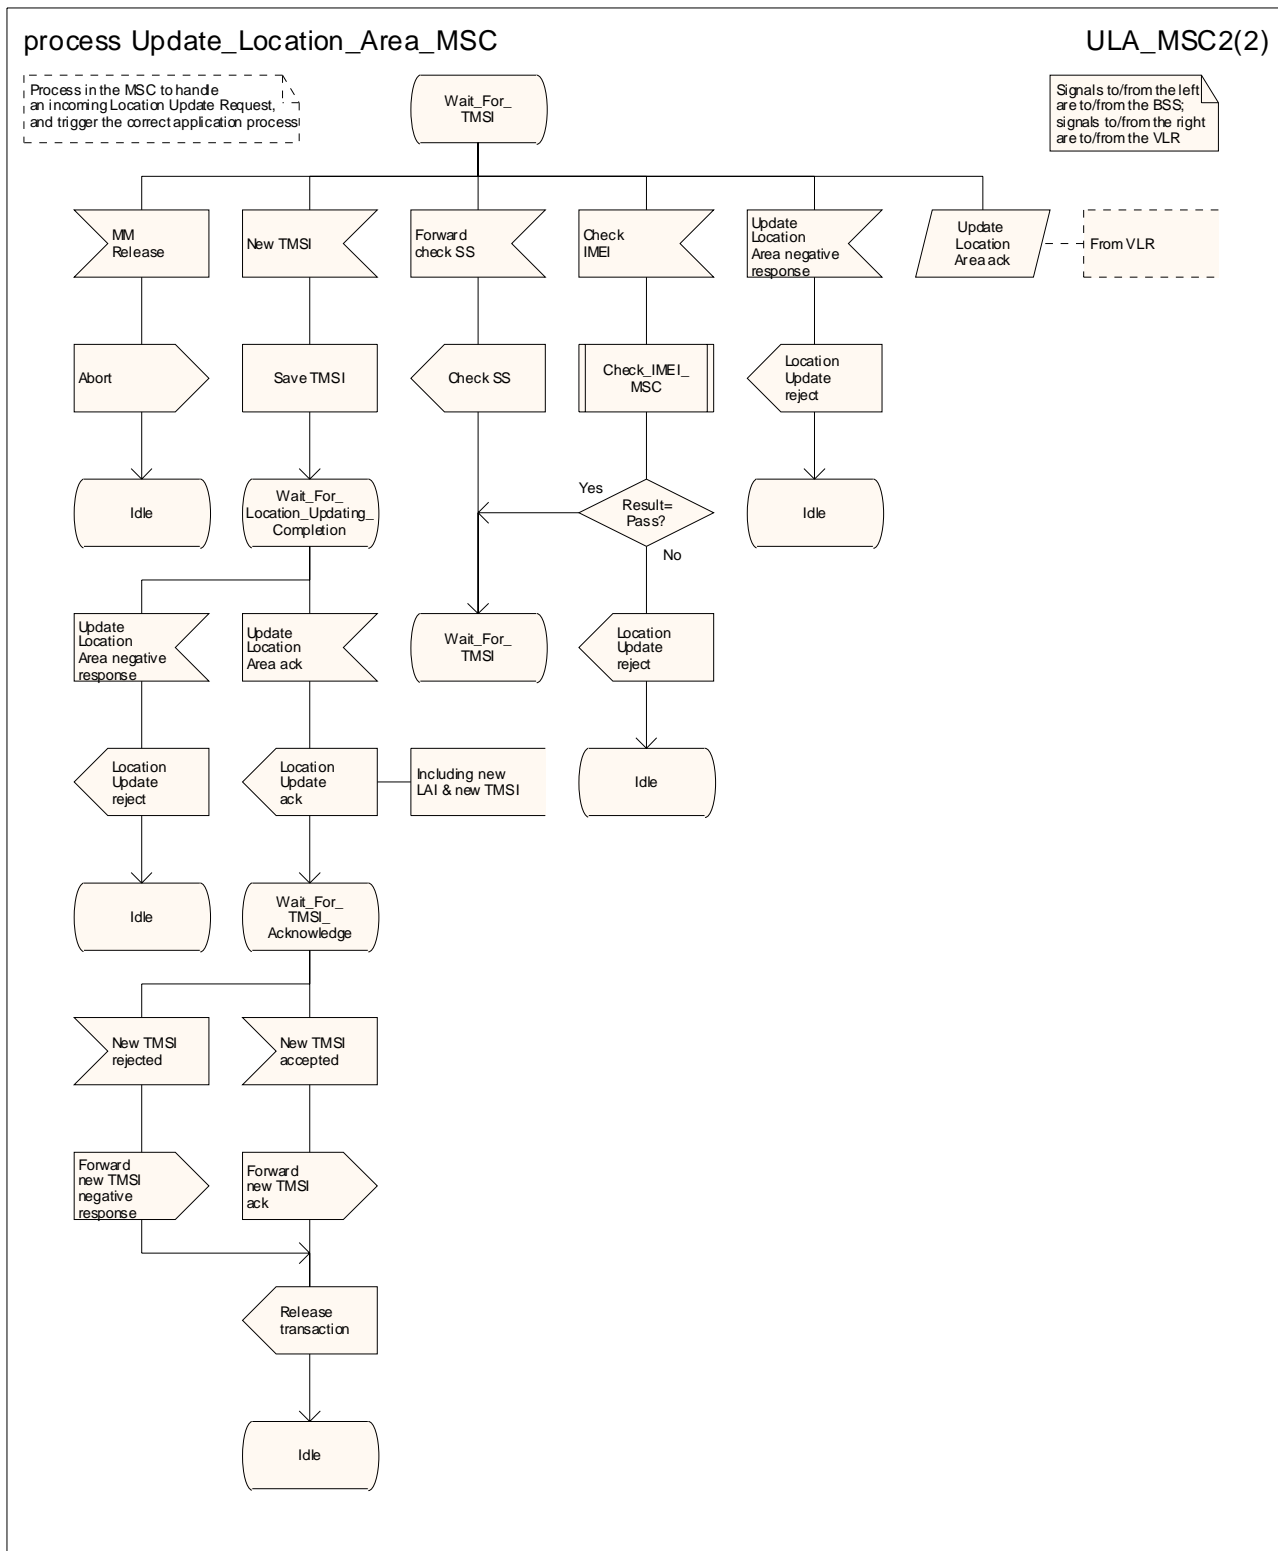 process Update_Location_Area_MSC
ULA_MSC2(2)
Process in the MSC to handle
an incoming Location Update Request,
and trigger the correct application process
Wait_For_
TMSI
Signals to/from the left
are to/from the BSS;
signals to/from the right
are to/from the VLR
MM
Release
New TMSI
Forward
check SS
Check
IMEI
Update
Location
Area negative
response
Update
Location
Area ack
From VLR
Abort
Save TMSI
Check SS
Check_IMEI_
MSC
Location
Update
reject
Idle
Wait_For_
Location_Updating_
Completion
Yes
Result=
Pass?
No
Idle
Update
Location
Area negative
response
Update
Location
Area ack
Wait_For_
TMSI
Location
Update
reject
Location
Update
reject
Location
Update
ack
Including new
LAI & new TMSI
Idle
Idle
Wait_For_
TMSI_
Acknowledge
New TMSI
rejected
New TMSI
accepted
Forward
new TMSI
negative
response
Forward
new TMSI
ack
Release
transaction
Idle